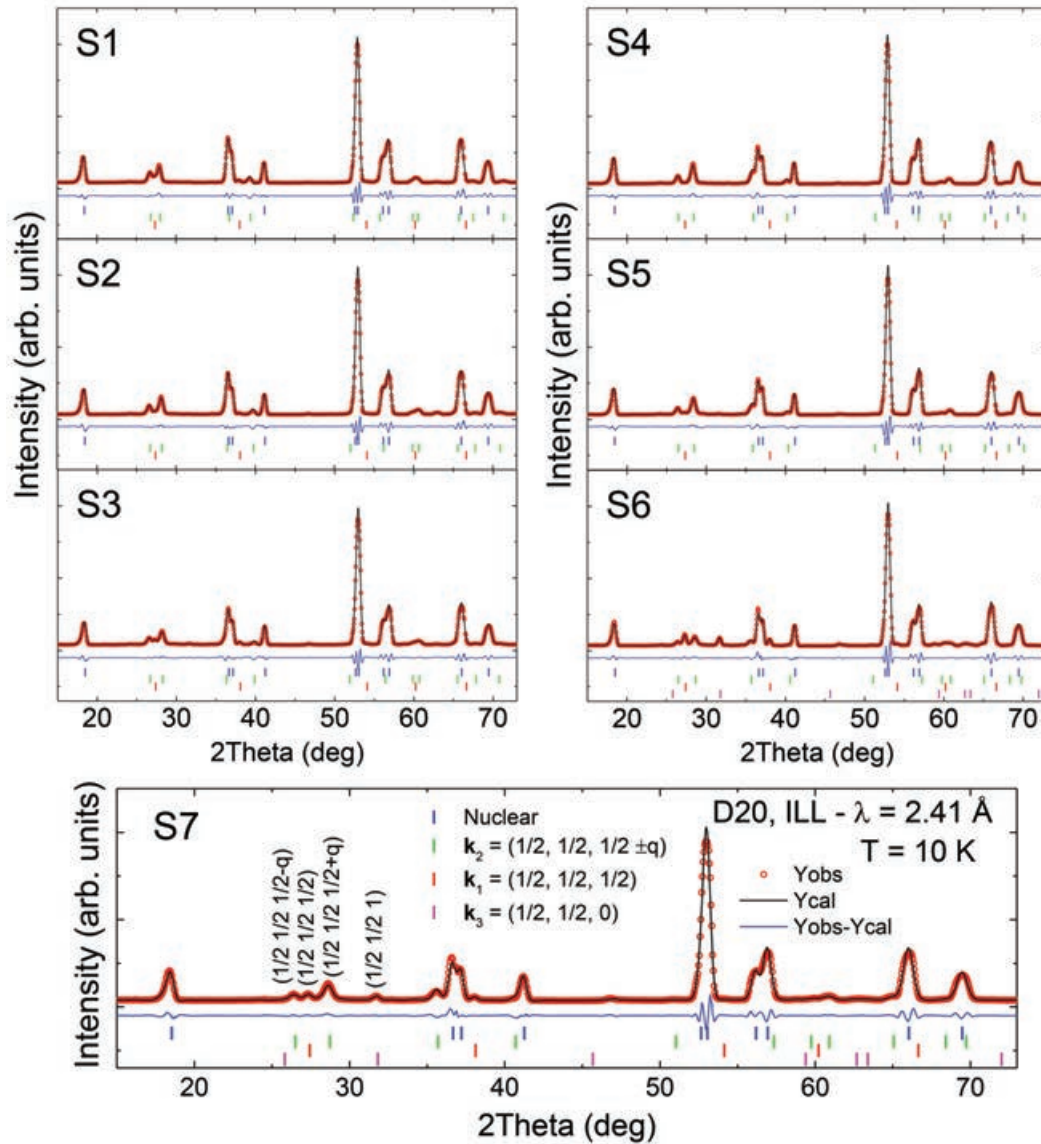 S1
S4
S2
S5
S3
S6
Intensity (arb. units)
Intensity (arb. units)
20 30 40 50 60 70
20 30 40 50 60 70
2Theta (deg)
2Theta (deg)
S7
Nuclear
k₂ = (1/2, 1/2, 1/2 ±q)
k₁ = (1/2, 1/2, 1/2)
k₃ = (1/2, 1/2, 0)
D20, ILL - λ = 2.41 Å
T = 10 K
Yobs
Ycal
Yobs-Ycal
(1/2 1/2 1/2-q)
(1/2 1/2 1/2)
(1/2 1/2 1/2+q)
(1/2 1/2 1)
Intensity (arb. units)
20 30 40 50 60 70
2Theta (deg)